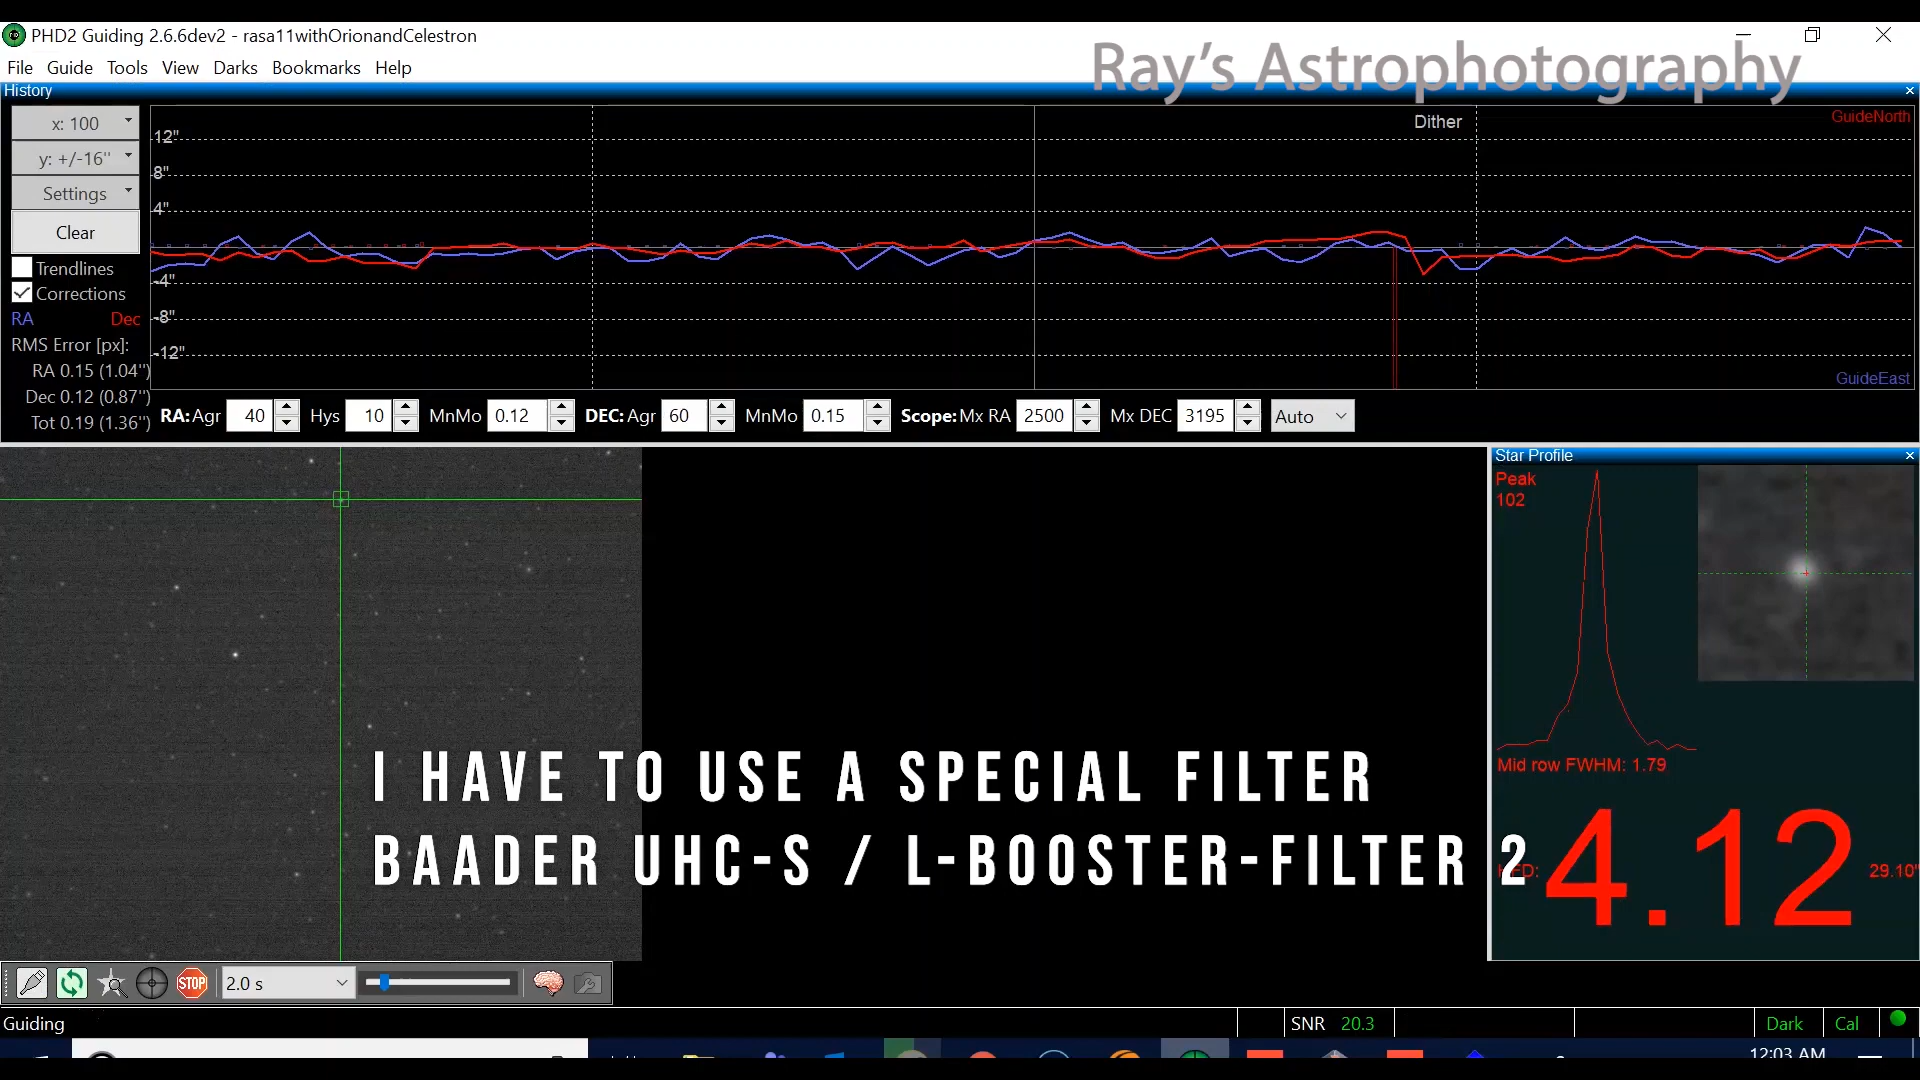 PHD2 Guiding 2.6.6dev2 - rasa11withOrionandCelestron
Ray's Astrophotography
File Guide Tools View Darks Bookmarks Help
History
x: 100
y: +/-16"
Settings
Clear
Trendlines
Corrections
RA Dec
RMS Error [px]:
RA 0.15 (1.04")
Dec 0.12 (0.87")
Tot 0.19 (1.36")
12"
8"
4"
-4"
-8"
-12"
Dither
GuideNorth
GuideEast
RA: Agr 40 Hys 10 MnMo 0.12 DEC: Agr 60 MnMo 0.15 Scope: Mx RA 2500 Mx DEC 3195 Auto
Star Profile
Peak
102
Mid row FWHM: 1.79
4.12
29.10"
I HAVE TO USE A SPECIAL FILTER
BAADER UHC-S / L-BOOSTER-FILTER 2
STOP
2.0 s
Guiding
SNR 20.3
Dark
Cal
12:03 AM